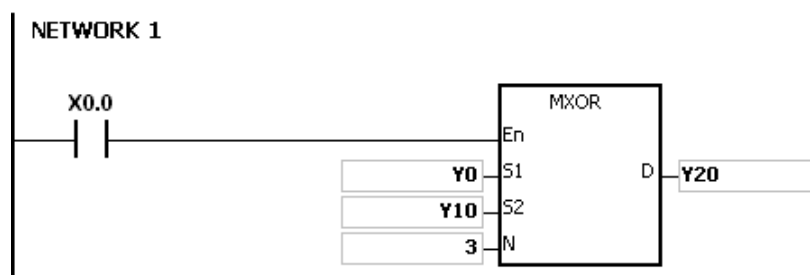 NETWORK 1
X0.0
MXOR
En
Y0 S1 D Y20
Y10 S2
3 N